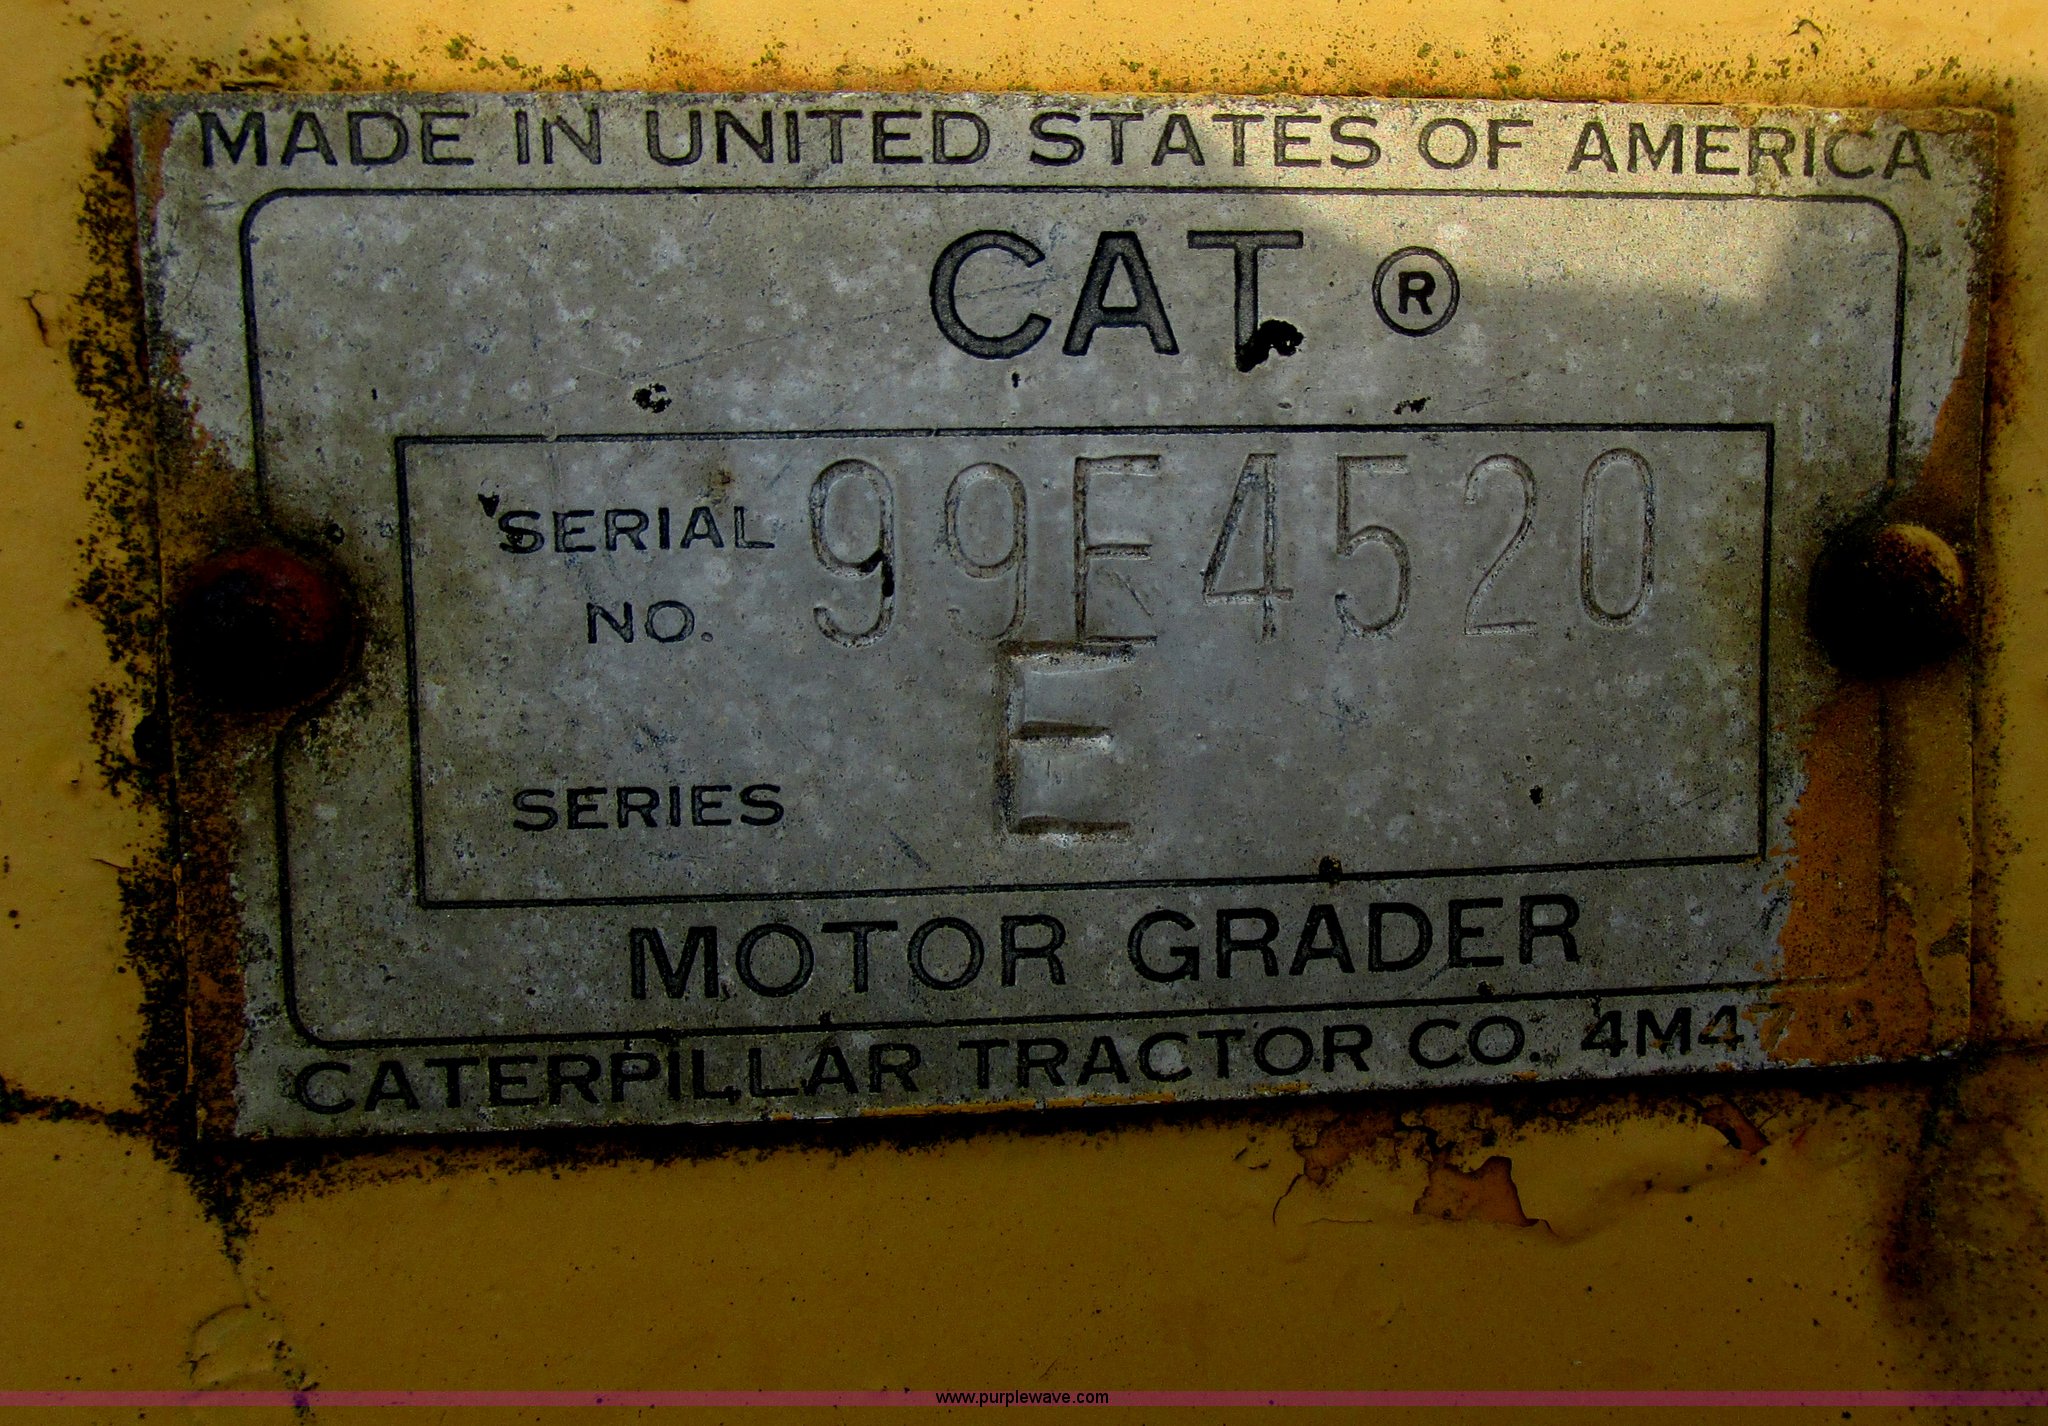 MADE IN UNITED STATES OF AMERICA
CAT ®
SERIAL NO. 99E4520
SERIES E
MOTOR GRADER
CATERPILLAR TRACTOR CO. 4M47
www.purplewave.com